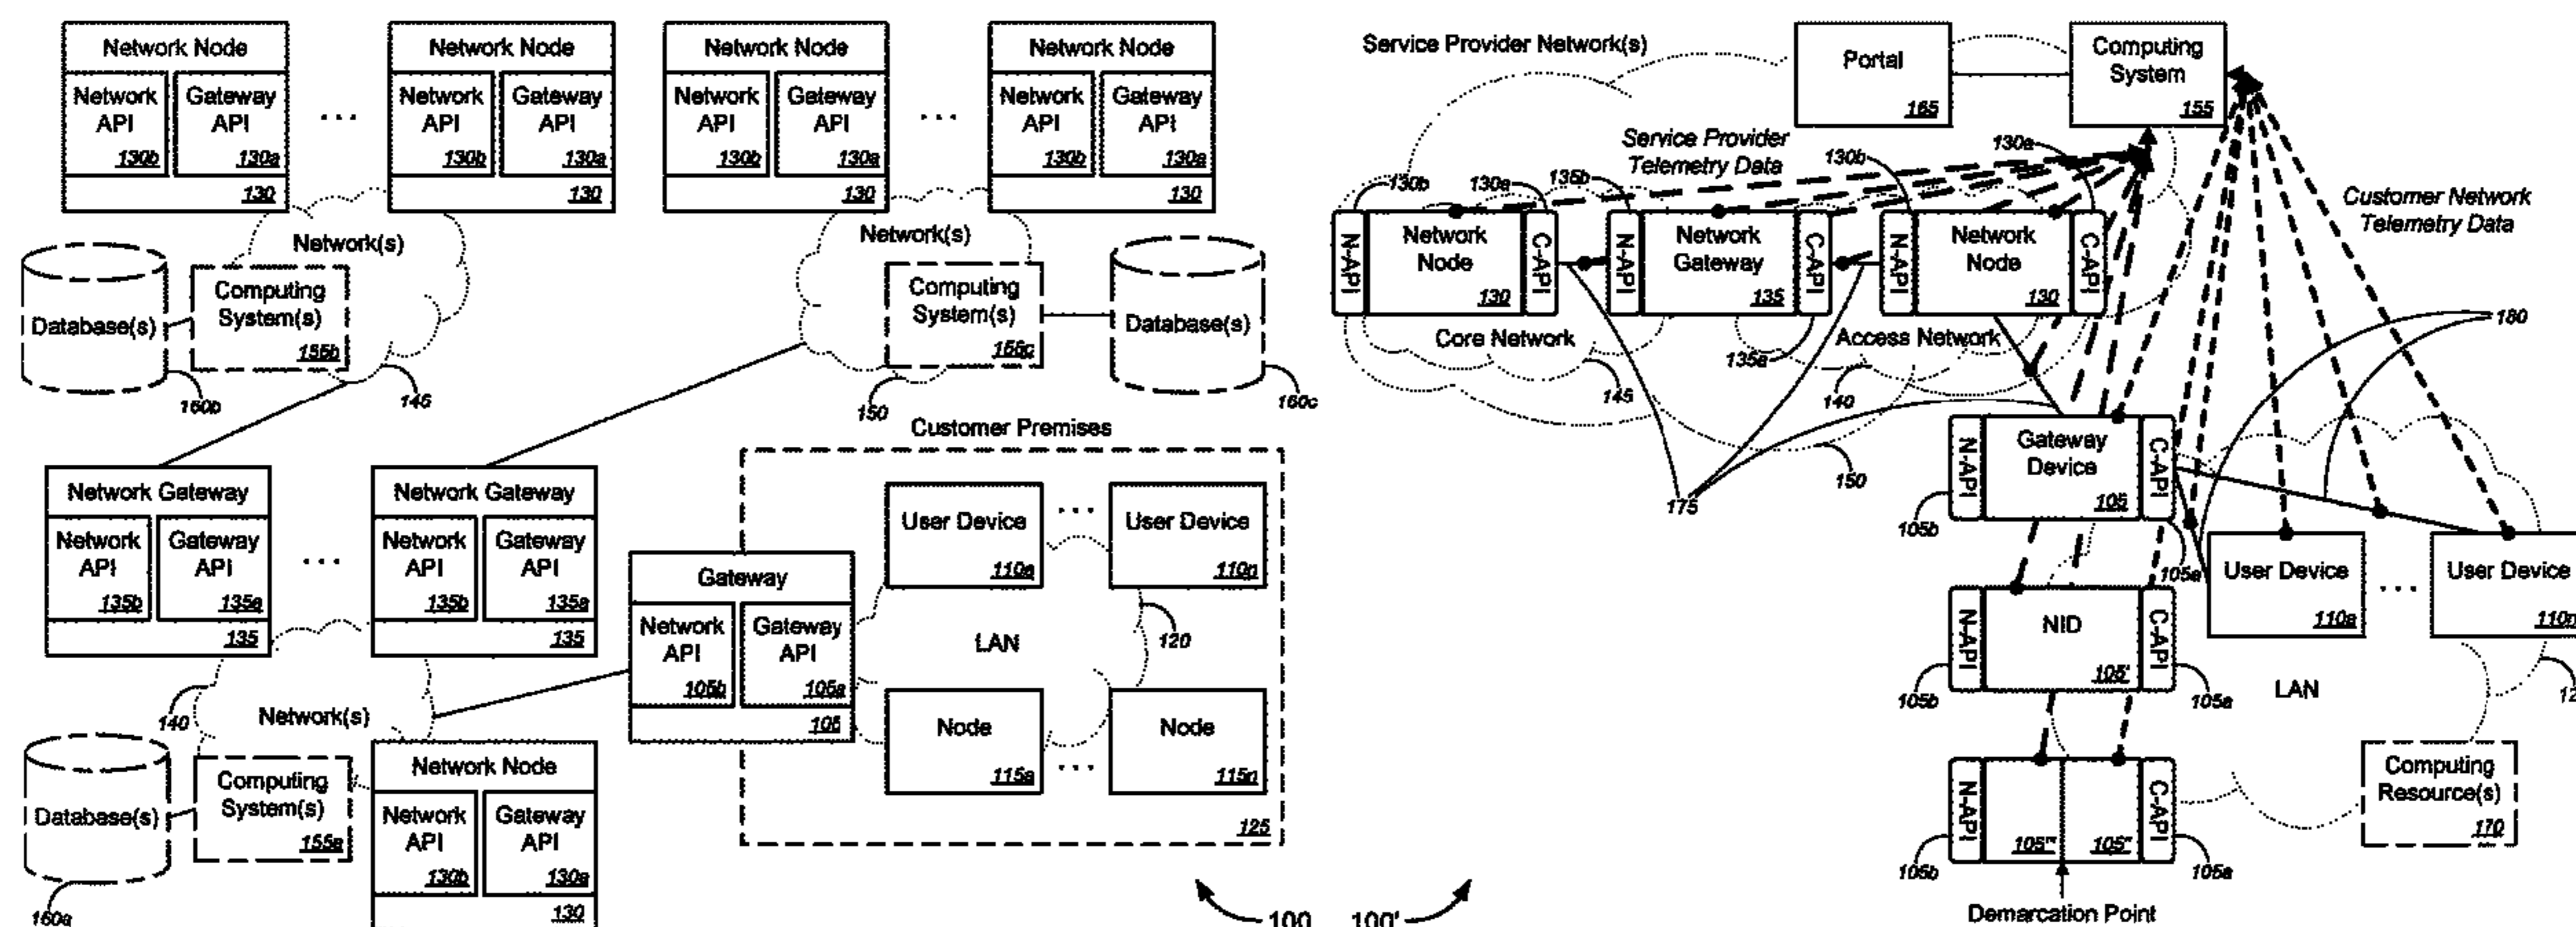 Network Node
Network API
130b
Gateway API
130a
130
...
Network Node
Network API
130b
Gateway API
130a
130
Network Node
Network API
130b
Gateway API
130a
130
...
Network Node
Network API
130b
Gateway API
130a
130
Network(s)
Database(s)
Computing
System(s)
155b
160b
145
Network(s)
Computing
System(s)
155c
Database(s)
150
160c
Network Gateway
Network API
135b
Gateway API
135a
135
...
Network Gateway
Network API
135b
Gateway API
135a
135
Customer Premises
User Device
110a
...
User Device
110n
Gateway
Network API
105b
Gateway API
105a
105
LAN
120
Node
115a
...
Node
115n
125
140
Network(s)
Database(s)
Computing
System(s)
155a
160a
Network Node
Network API
130b
Gateway API
130a
130
100
100'
Service Provider Network(s)
Portal
165
Computing
System
155
Service Provider
Telemetry Data
Customer Network
Telemetry Data
130b
130a
135b
130b
130a
N-API
Network
Node
130
C-API
N-API
Network
Gateway
135
C-API
N-API
Network
Node
130
C-API
Core Network
145
135a
Access Network
140
150
175
180
N-API
Gateway
Device
105
C-API
105b
105a
User Device
110a
...
User Device
110n
N-API
NID
105'
C-API
105b
105a
LAN
N-API
105'''
105''
C-API
105b
105a
Computing
Resource(s)
170
Demarcation Point